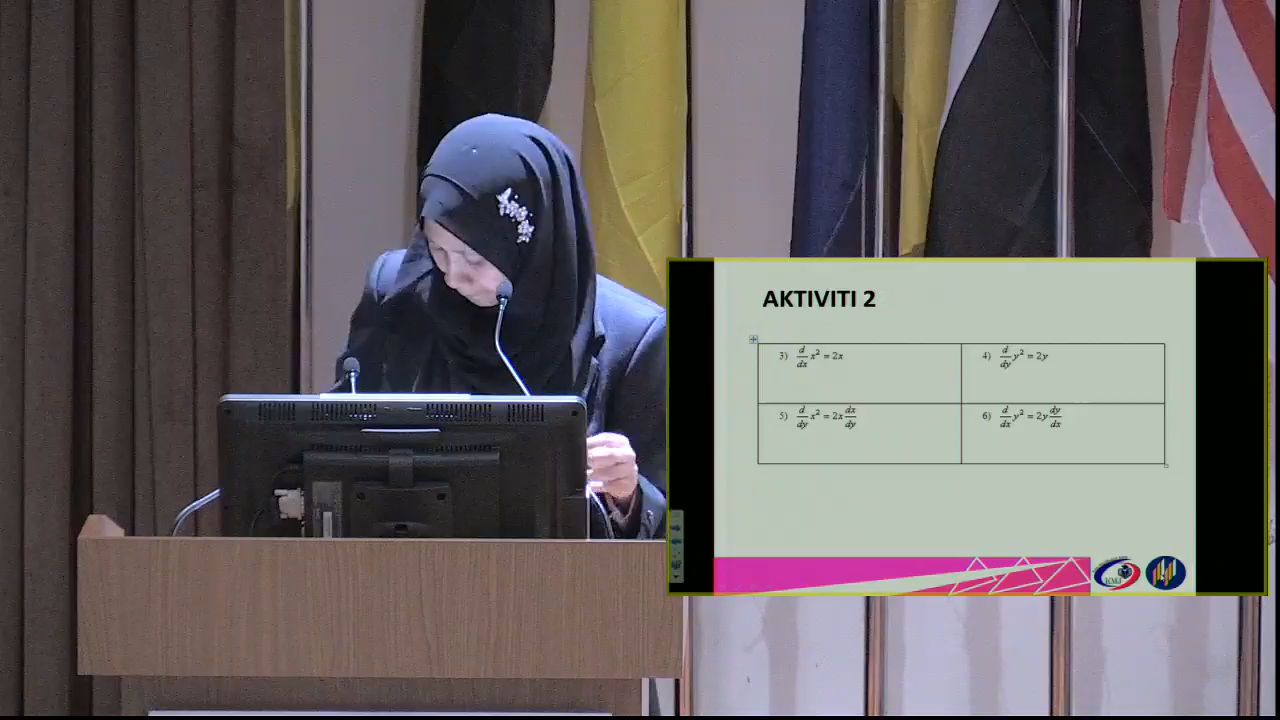 AKTIVITI 2
3) d/dx x² = 2x
4) d/dy y² = 2y
5) d/dy x² = 2x dx/dy
6) d/dx y² = 2y dy/dx